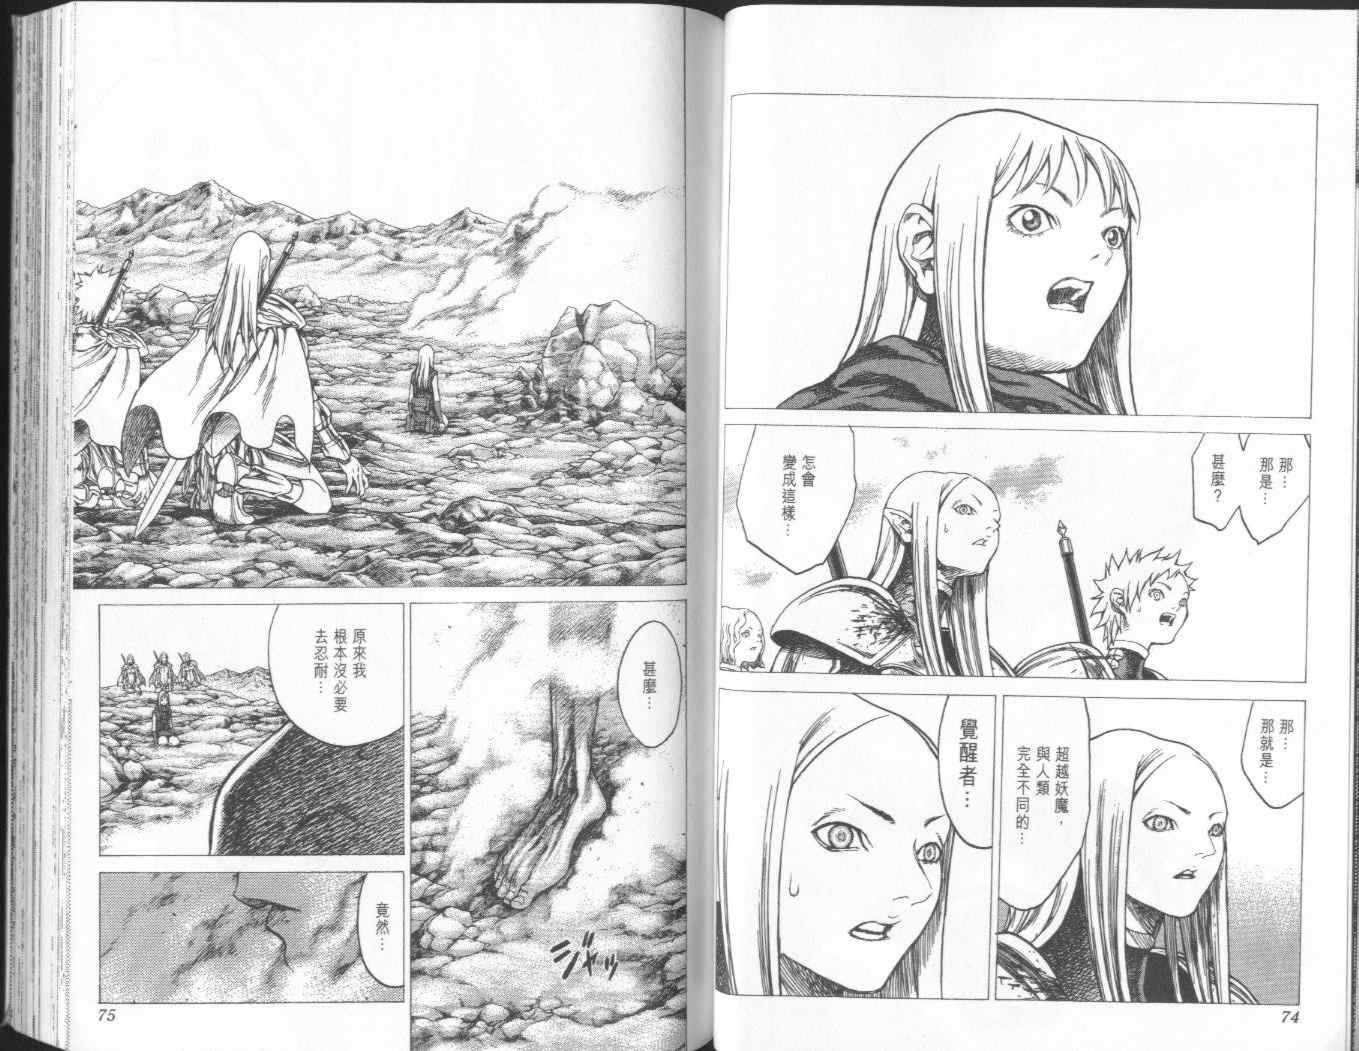 那…
那是…
甚麼？
怎會
變成這樣…
那…
那就是…
超越妖魔，
與人類
完全不同的…
覺醒者…
74
甚麼…
ジャッ
原來我
根本沒必要
去忍耐…
竟然…
75